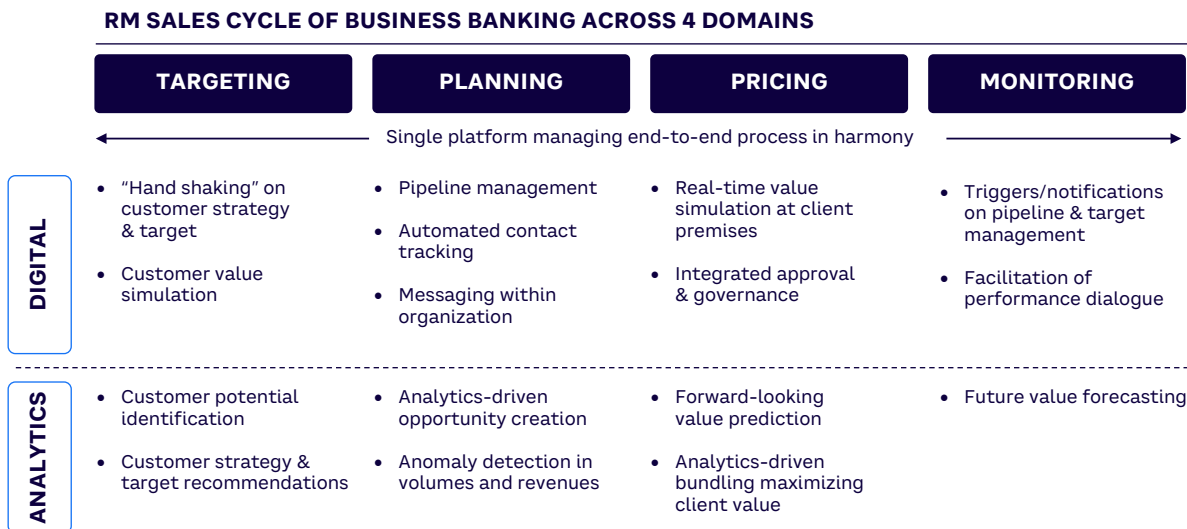 RM SALES CYCLE OF BUSINESS BANKING ACROSS 4 DOMAINS
TARGETING
PLANNING
PRICING
MONITORING
Single platform managing end-to-end process in harmony
DIGITAL
• “Hand shaking” on
customer strategy
& target
• Customer value
simulation
• Pipeline management
• Automated contact
tracking
• Messaging within
organization
• Real-time value
simulation at client
premises
• Integrated approval
& governance
• Triggers/notifications
on pipeline & target
management
• Facilitation of
performance dialogue
ANALYTICS
• Customer potential
identification
• Customer strategy &
target recommendations
• Analytics-driven
opportunity creation
• Anomaly detection in
volumes and revenues
• Forward-looking
value prediction
• Analytics-driven
bundling maximizing
client value
• Future value forecasting